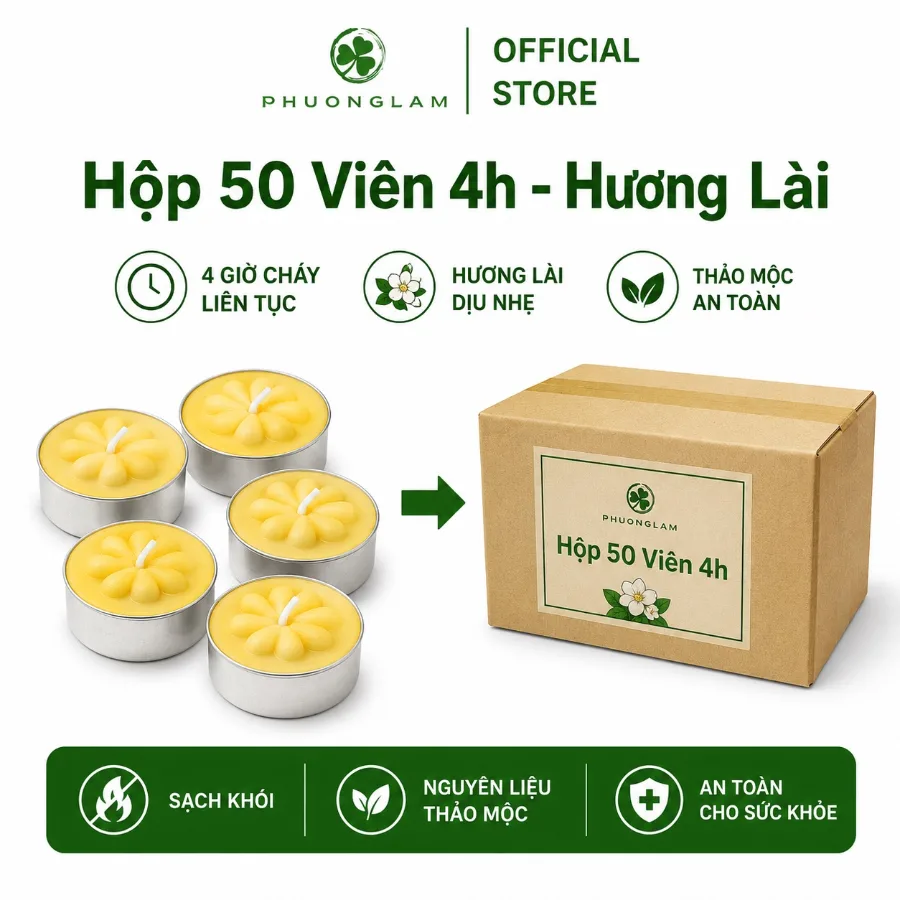 PHUONGLAM
OFFICIAL
STORE
Hộp 50 Viên 4h - Hương Lài
4 GIỜ CHÁY
LIÊN TỤC
HƯƠNG LÀI
DỊU NHẸ
THẢO MỘC
AN TOÀN
PHUONGLAM
Hộp 50 Viên 4h
SẠCH KHÓI
NGUYÊN LIỆU
THẢO MỘC
AN TOÀN
CHO SỨC KHỎE